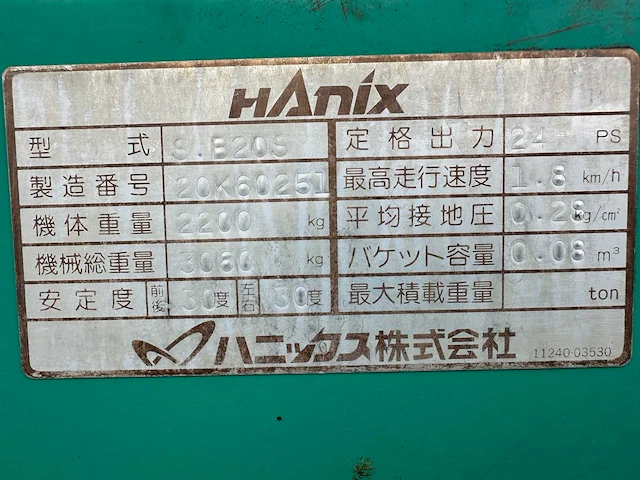 HANIX
型式 S.B20S 定格出力 24 PS
製造番号 20K60251 最高走行速度 1.8 km/h
機体重量 2200 kg 平均接地圧 0.28 kg/cm²
機械総重量 3060 kg バケット容量 0.08 m³
安定度 前後 30度 左右 30度 最大積載重量 ton
ハニックス株式会社 11240-03530